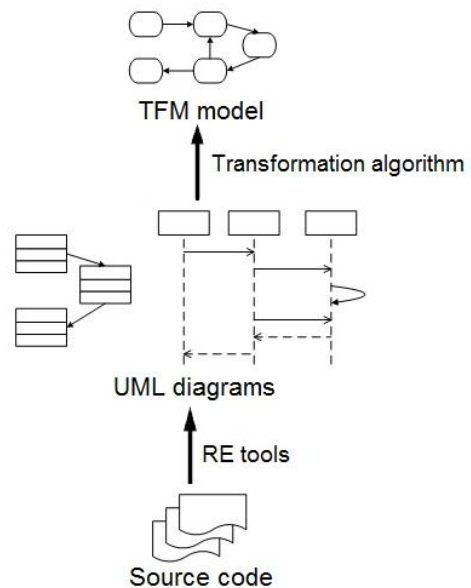 TFM model
Transformation algorithm
UML diagrams
RE tools
Source code